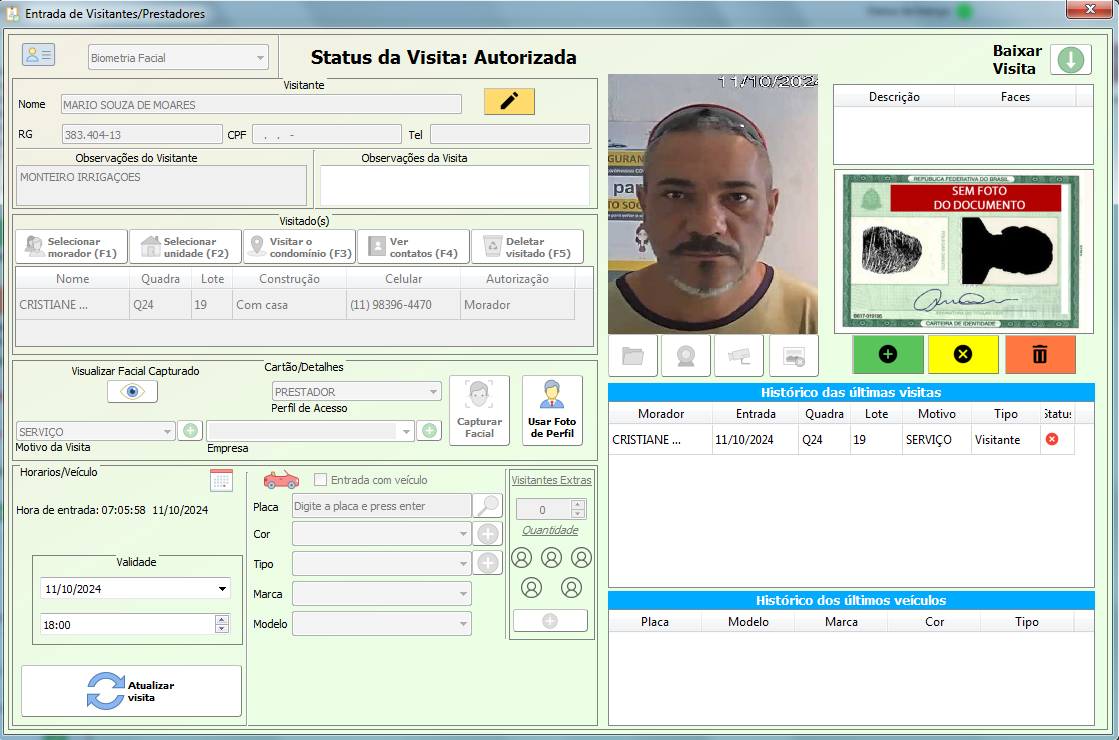 Entrada de Visitantes/Prestadores
Biometria Facial
Status da Visita: Autorizada
Baixar
Visita
Visitante
Nome
MARIO SOUZA DE MOARES
RG
383.404-13
CPF
. . -
Tel
Observações do Visitante
MONTEIRO IRRIGAÇOES
Observações da Visita
Visitado(s)
Selecionar
morador (F1)
Selecionar
unidade (F2)
Visitar o
condomínio (F3)
Ver
contatos (F4)
Deletar
visitado (F5)
Nome Quadra Lote Construção Celular Autorização
CRISTIANE ... Q24 19 Com casa (11) 98396-4470 Morador
Visualizar Facial Capturado
Cartão/Detalhes
PRESTADOR
Perfil de Acesso
SERVIÇO
Motivo da Visita
Empresa
Capturar
Facial
Usar Foto
de Perfil
Horarios/Veículo
Hora de entrada: 07:05:58 11/10/2024
Validade
11/10/2024
18:00
Atualizar
visita
Entrada com veículo
Placa
Digite a placa e press enter
Cor
Tipo
Marca
Modelo
Visitantes Extras
0
Quantidade
11/10/2024
Descrição Faces
REPÚBLICA FEDERATIVA DO BRASIL
SEM FOTO
DO DOCUMENTO
CARTEIRA DE IDENTIDADE
Histórico das últimas visitas
Morador Entrada Quadra Lote Motivo Tipo Status
CRISTIANE ... 11/10/2024 Q24 19 SERVIÇO Visitante
Histórico dos últimos veículos
Placa Modelo Marca Cor Tipo